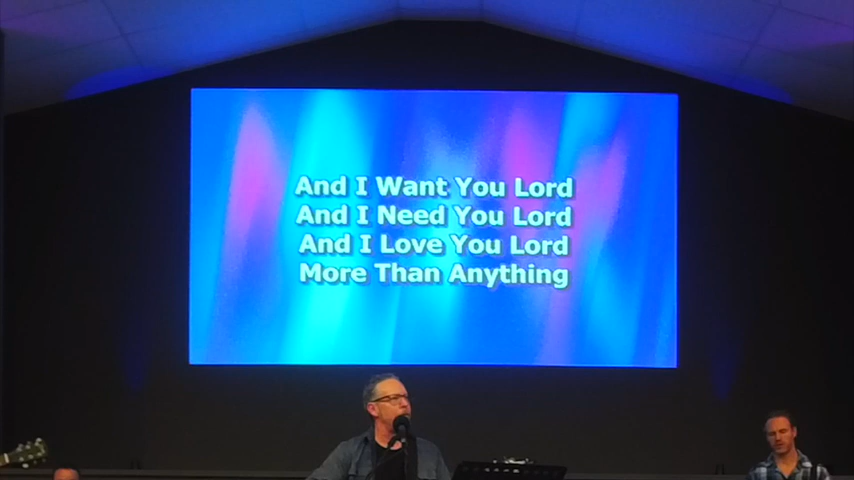 And I Want You Lord
And I Need You Lord
And I Love You Lord
More Than Anything